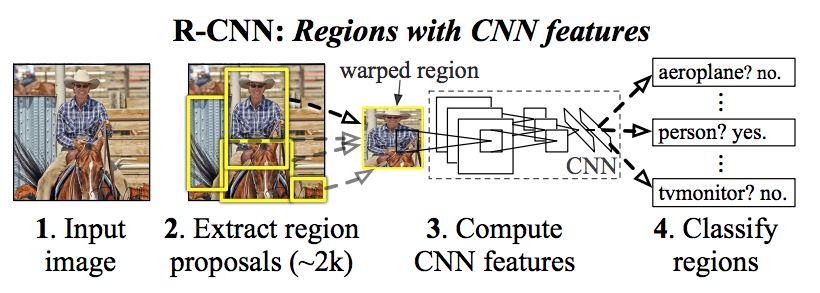 R-CNN: Regions with CNN features
warped region
aeroplane? no.
person? yes.
tvmonitor? no.
CNN
1. Input
image
2. Extract region
proposals (~2k)
3. Compute
CNN features
4. Classify
regions